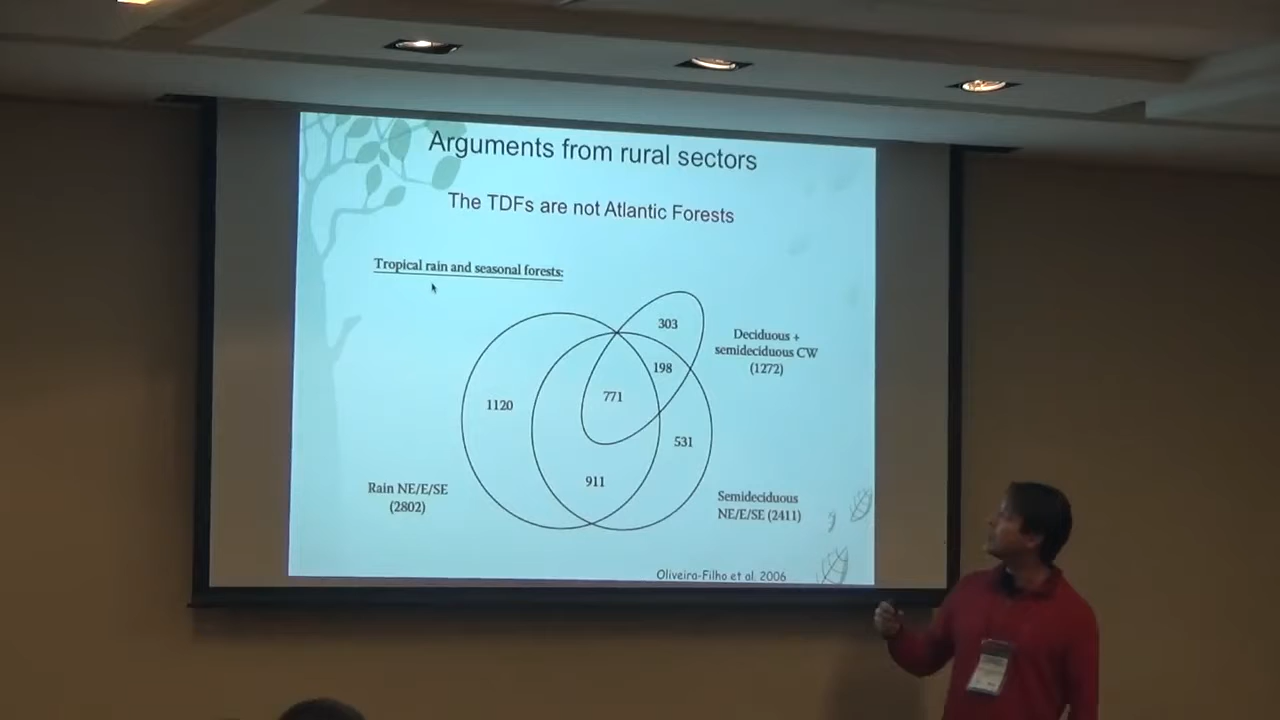 Arguments from rural sectors
The TDFs are not Atlantic Forests
Tropical rain and seasonal forests:
303
Deciduous +
semideciduous CW
(1272)
198
771
1120
531
911
Rain NE/E/SE
(2802)
Semideciduous
NE/E/SE (2411)
Oliveira-Filho et al. 2006